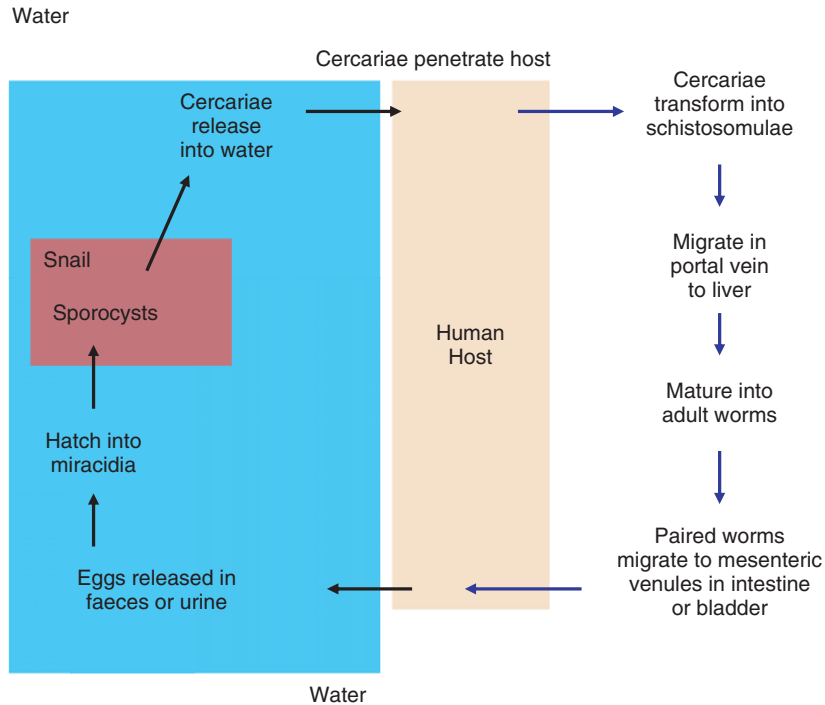 Water
Cercariae penetrate host
Cercariae
release
into water
Snail
Sporocysts
Hatch into
miracidia
Eggs released in
faeces or urine
Water
Human
Host
Cercariae
transform into
schistosomulae
Migrate in
portal vein
to liver
Mature into
adult worms
Paired worms
migrate to mesenteric
venules in intestine
or bladder